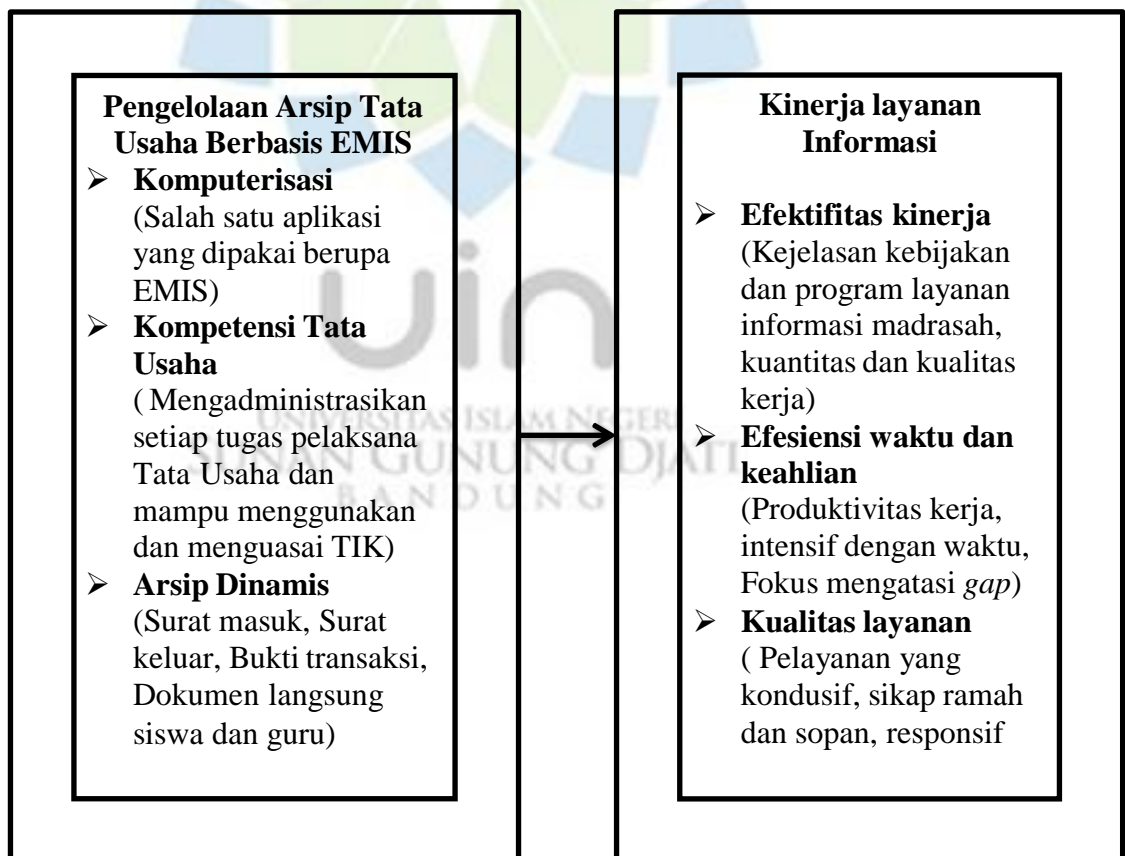 Pengelolaan Arsip Tata
Usaha Berbasis EMIS
➢ Komputerisasi
(Salah satu aplikasi
yang dipakai berupa
EMIS)
➢ Kompetensi Tata
Usaha
( Mengadministrasikan
setiap tugas pelaksana
Tata Usaha dan
mampu menggunakan
dan menguasai TIK)
➢ Arsip Dinamis
(Surat masuk, Surat
keluar, Bukti transaksi,
Dokumen langsung
siswa dan guru)
Kinerja layanan
Informasi
➢ Efektifitas kinerja
(Kejelasan kebijakan
dan program layanan
informasi madrasah,
kuantitas dan kualitas
kerja)
➢ Efesiensi waktu dan
keahlian
(Produktivitas kerja,
intensif dengan waktu,
Fokus mengatasi gap)
➢ Kualitas layanan
( Pelayanan yang
kondusif, sikap ramah
dan sopan, responsif
uin
UNIVERSITAS ISLAM NEGERI
SUNAN GUNUNG DJATI
BANDUNG